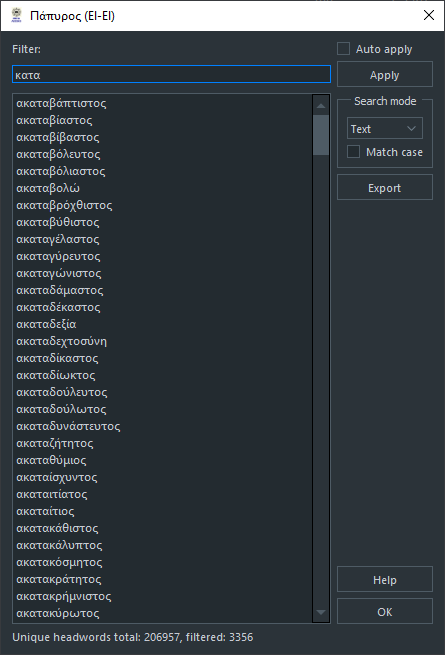 Πάπυρος (El-El)
Filter:
Auto apply
κατα
Apply
Search mode
Text
Match case
Export
ακαταβάπτιστος
ακαταβίαστος
ακαταβίβαστος
ακαταβόλευτος
ακαταβόλιαστος
ακαταβολώ
ακαταβρόχθιστος
ακαταβύθιστος
ακαταγέλαστος
ακαταγύρευτος
ακαταγώνιστος
ακαταδάμαστος
ακαταδέκαστος
ακαταδεξία
ακαταδεχτοσύνη
ακαταδίκαστος
ακαταδίωκτος
ακαταδούλευτος
ακαταδούλωτος
ακαταδυνάστευτος
ακαταζήτητος
ακαταθύμιος
ακαταίσχυντος
ακαταιτίατος
ακαταίτιος
ακατακάθιστος
ακατακάλυπτος
ακατακόσμητος
ακατακράτητος
ακατακρήμνιστος
ακατακύρωτος
Help
OK
Unique headwords total: 206957, filtered: 3356